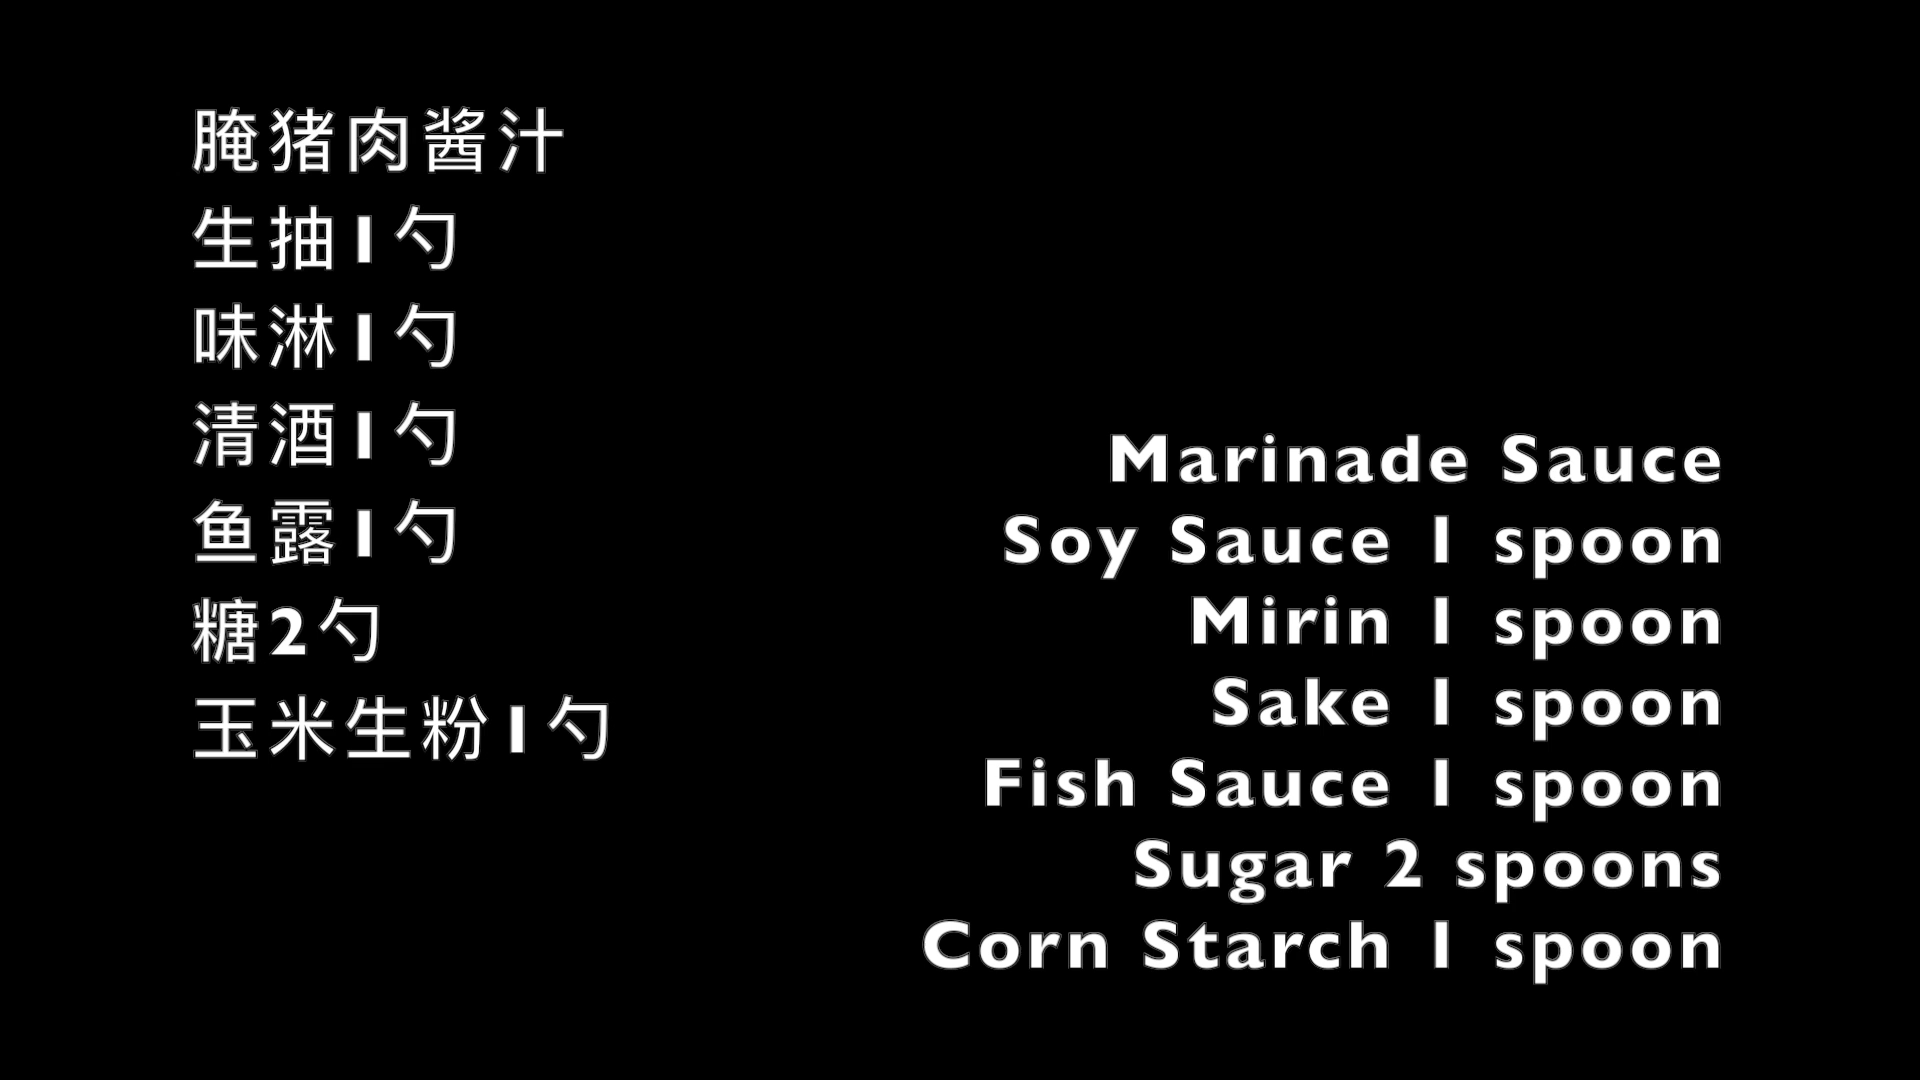 腌猪肉酱汁
生抽1勺
味淋1勺
清酒1勺
鱼露1勺
糖2勺
玉米生粉1勺
Marinade Sauce
Soy Sauce 1 spoon
Mirin 1 spoon
Sake 1 spoon
Fish Sauce 1 spoon
Sugar 2 spoons
Corn Starch 1 spoon